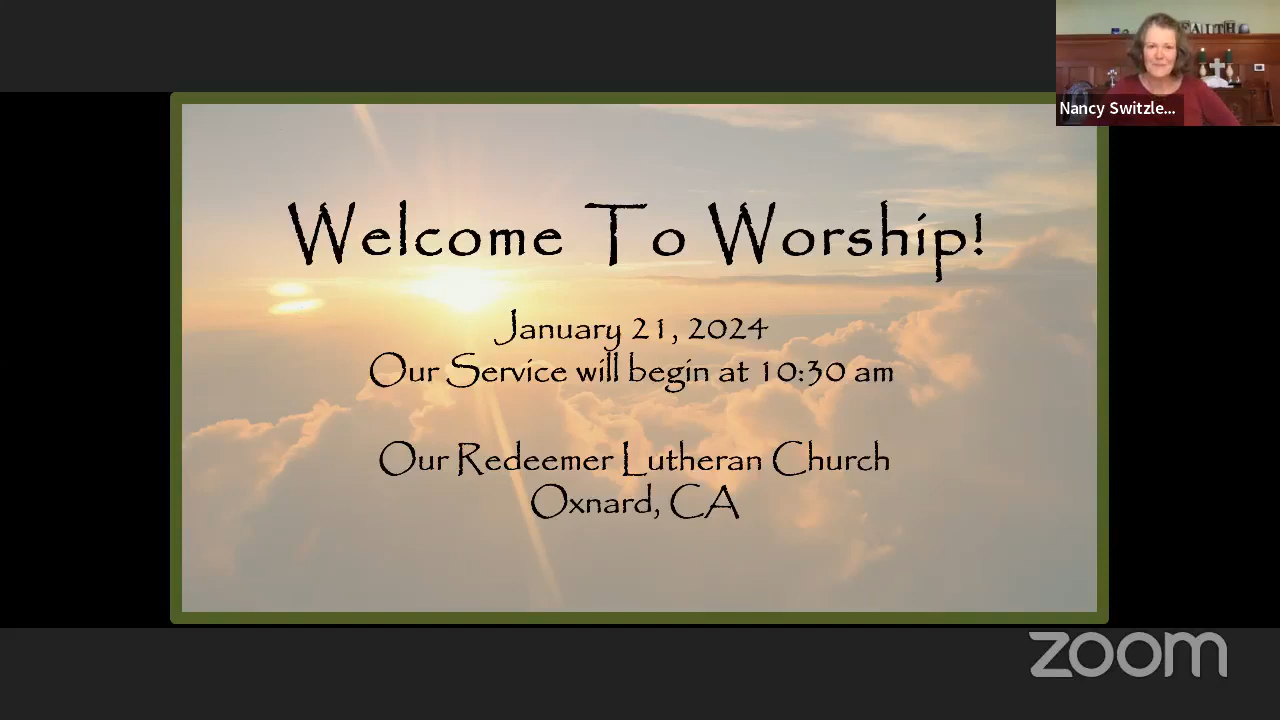 FAITH
Nancy Switzle...
Welcome To Worship!
January 21, 2024
Our Service will begin at 10:30 am
Our Redeemer Lutheran Church
Oxnard, CA
zoom